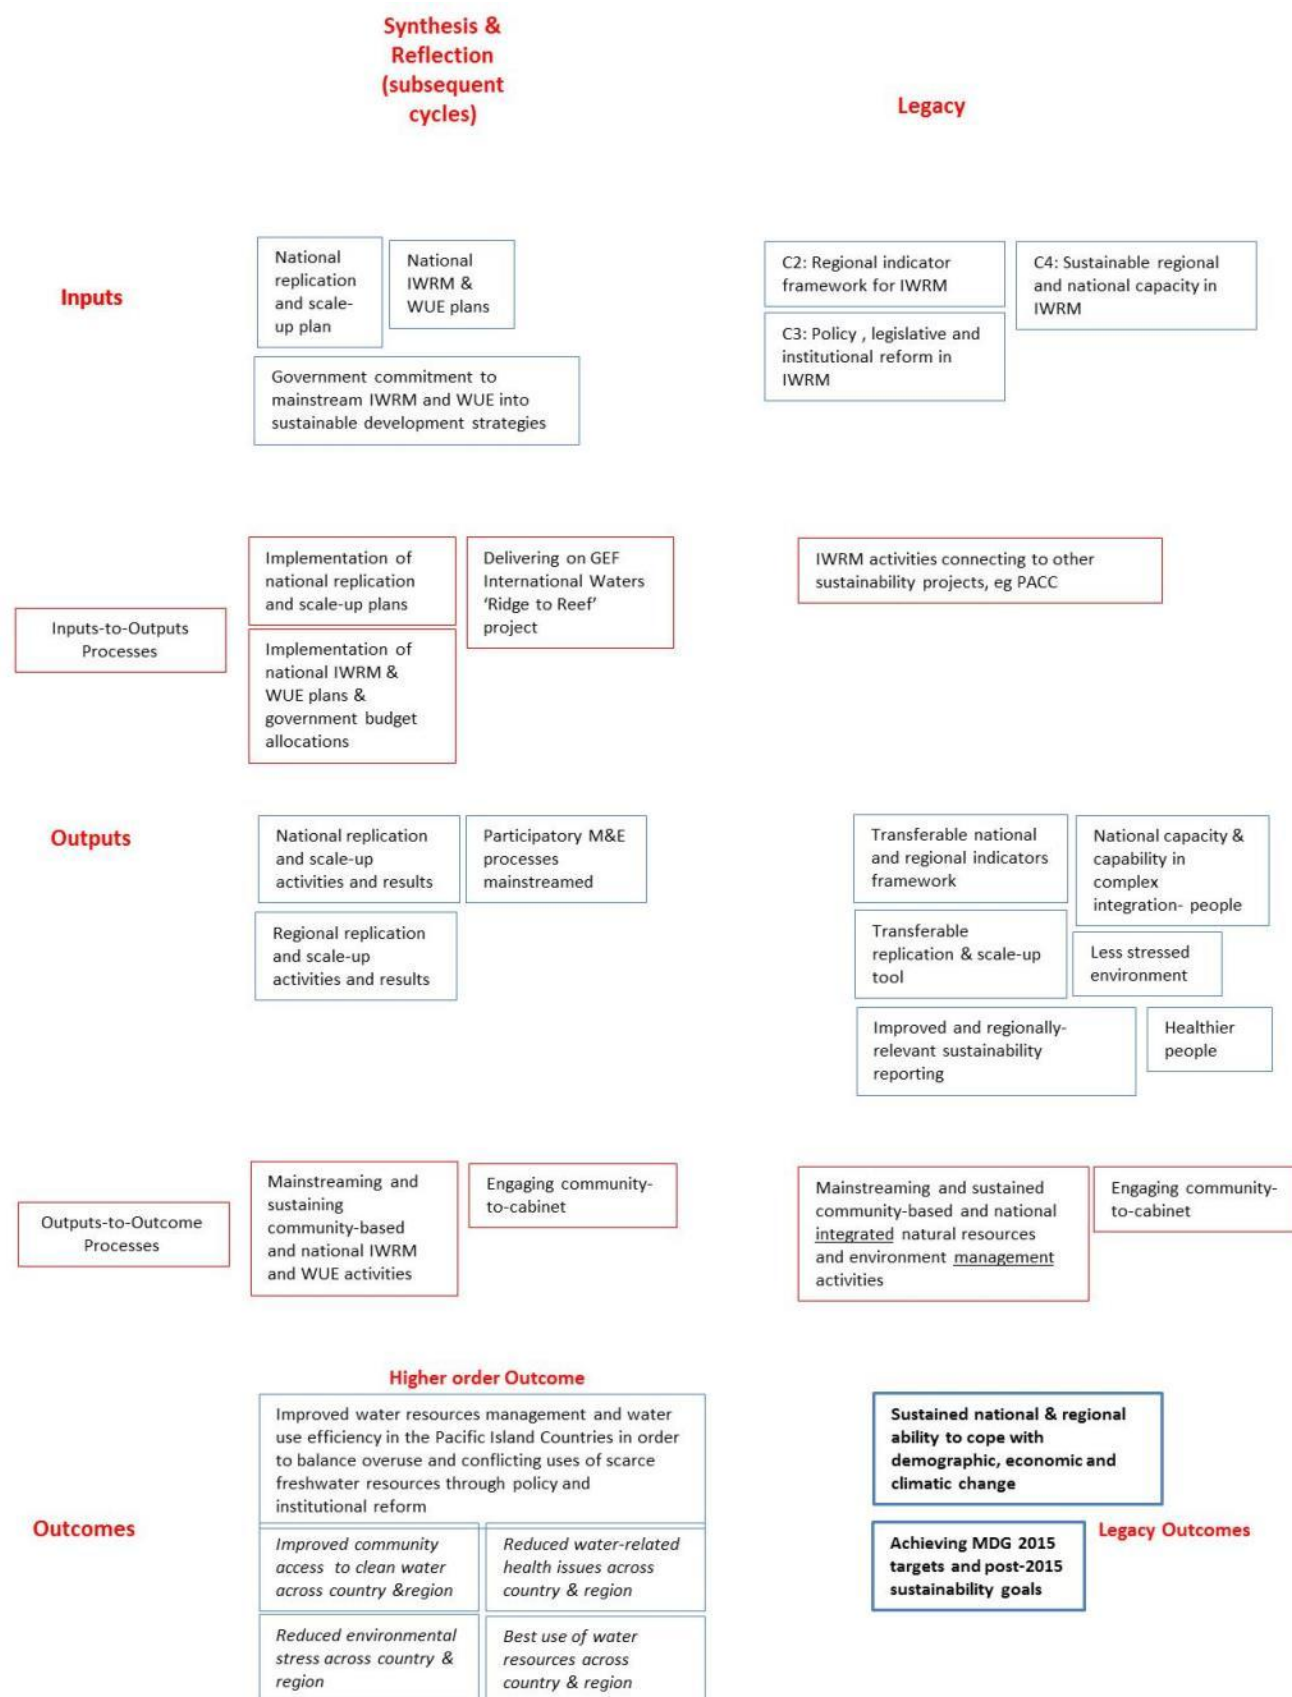 Synthesis &
Reflection
(subsequent
cycles)
Legacy
Inputs
National
replication
and scale-
up plan
National
IWRM &
WUE plans
Government commitment to
mainstream IWRM and WUE into
sustainable development strategies
C2: Regional indicator
framework for IWRM
C4: Sustainable regional
and national capacity in
IWRM
C3: Policy , legislative and
institutional reform in
IWRM
Inputs-to-Outputs
Processes
Implementation of
national replication
and scale-up plans
Delivering on GEF
International Waters
‘Ridge to Reef’
project
Implementation of
national IWRM &
WUE plans &
government budget
allocations
IWRM activities connecting to other
sustainability projects, eg PACC
Outputs
National replication
and scale-up
activities and results
Participatory M&E
processes
mainstreamed
Regional replication
and scale-up
activities and results
Transferable national
and regional indicators
framework
National capacity &
capability in
complex
integration- people
Transferable
replication & scale-up
tool
Less stressed
environment
Improved and regionally-
relevant sustainability
reporting
Healthier
people
Outputs-to-Outcome
Processes
Mainstreaming and
sustaining
community-based
and national IWRM
and WUE activities
Engaging community-
to-cabinet
Mainstreaming and sustained
community-based and national
integrated natural resources
and environment management
activities
Engaging community-
to-cabinet
Outcomes
Higher order Outcome
Improved water resources management and water
use efficiency in the Pacific Island Countries in order
to balance overuse and conflicting uses of scarce
freshwater resources through policy and
institutional reform
Improved community
access to clean water
across country &region
Reduced water-related
health issues across
country & region
Reduced environmental
stress across country &
region
Best use of water
resources across
country & region
Sustained national & regional
ability to cope with
demographic, economic and
climatic change
Achieving MDG 2015
targets and post-2015
sustainability goals
Legacy Outcomes